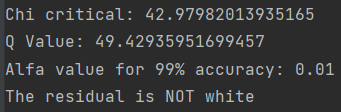 Chi critical: 42.97982013935165
Q Value: 49.42935951699457
Alfa value for 99% accuracy: 0.01
The residual is NOT white